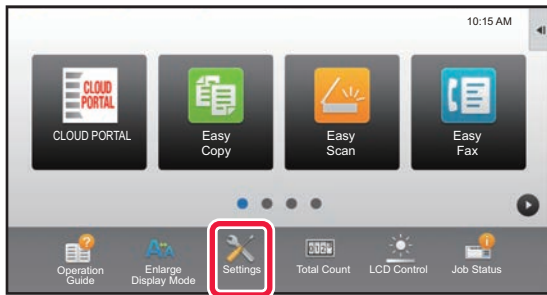 10:15 AM
CLOUD
PORTAL
CLOUD PORTAL
Easy
Copy
Easy
Scan
Easy
Fax
Operation
Guide
Enlarge
Display Mode
Settings
Total Count
LCD Control
Job Status